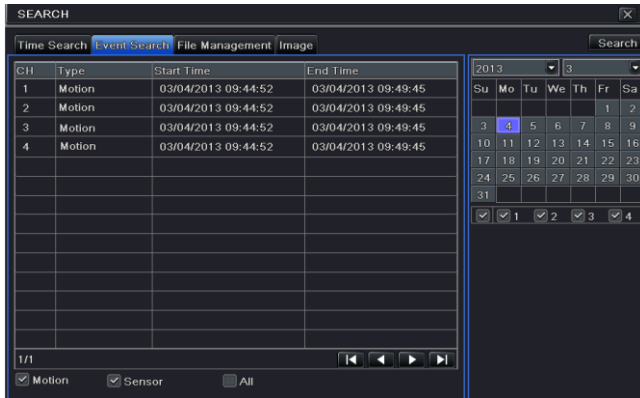 SEARCH
Time Search Event Search File Management Image
Search
CH Type Start Time End Time
1 Motion 03/04/2013 09:44:52 03/04/2013 09:49:45
2 Motion 03/04/2013 09:44:52 03/04/2013 09:49:45
3 Motion 03/04/2013 09:44:52 03/04/2013 09:49:45
4 Motion 03/04/2013 09:44:52 03/04/2013 09:49:45
1/1
Motion Sensor All
2013 3
Su Mo Tu We Th Fr Sa
1 2
3 4 5 6 7 8 9
10 11 12 13 14 15 16
17 18 19 20 21 22 23
24 25 26 27 28 29 30
31
1 2 3 4